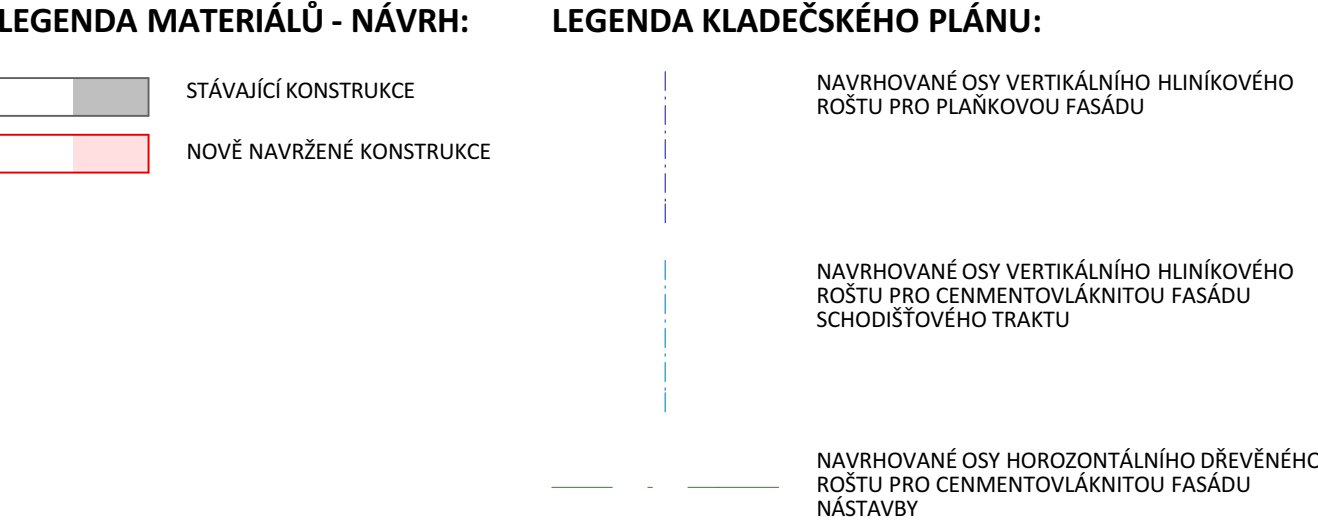 LEGENDA MATERIÁLŮ - NÁVRH:
STÁVAJÍCÍ KONSTRUKCE
NOVĚ NAVRŽENÉ KONSTRUKCE
LEGENDA KLADEČSKÉHO PLÁNU:
NAVRHOVANÉ OSY VERTIKÁLNÍHO HLINÍKOVÉHO
ROŠTU PRO PLAŇKOVOU FASÁDU
NAVRHOVANÉ OSY VERTIKÁLNÍHO HLINÍKOVÉHO
ROŠTU PRO CENMENTOVLÁKNITOU FASÁDU
SCHODIŠŤOVÉHO TRAKTU
NAVRHOVANÉ OSY HOROZONTÁLNÍHO DŘEVĚNÉHO
ROŠTU PRO CENMENTOVLÁKNITOU FASÁDU
NÁSTAVBY